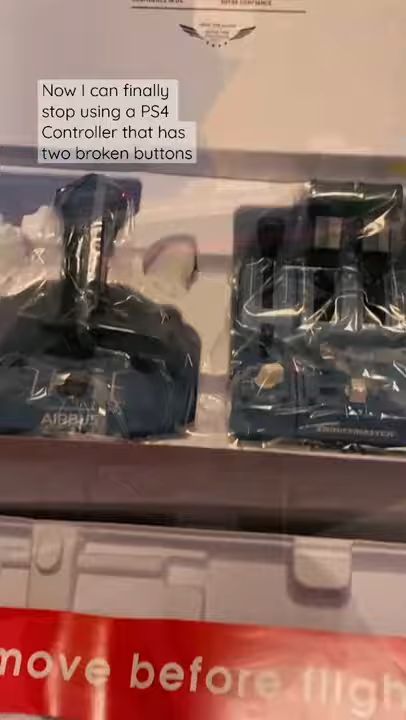 Now I can finally
stop using a PS4
Controller that has
two broken buttons
AIRBUS
THRUSTMASTER
move before fligh